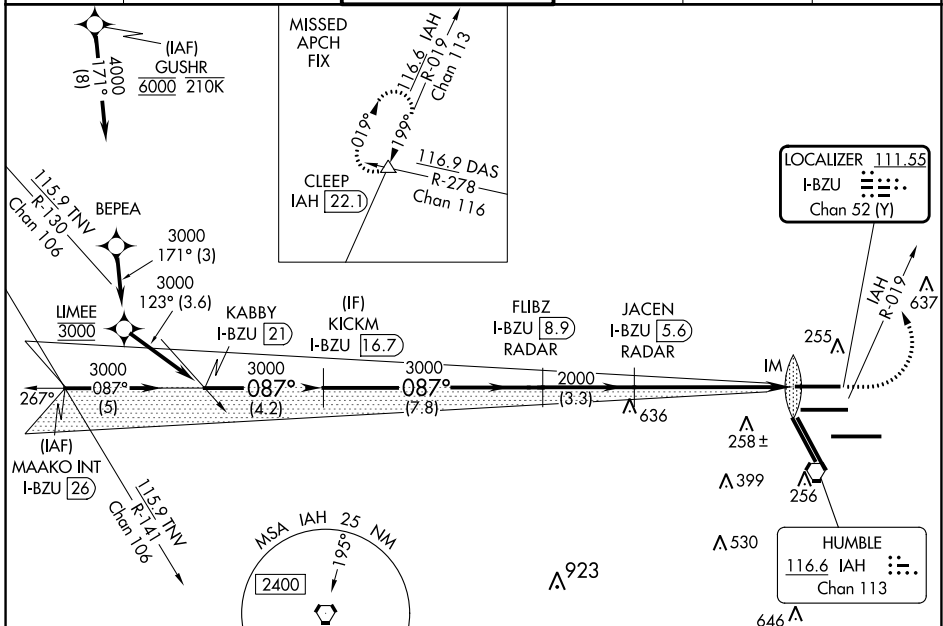 (IAF)
GUSHR
6000 210K
4000
171°
(8)
MISSED
APCH
FIX
116.6 IAH
R-019
Chan 113
019°
199°
116.9 DAS
R-278
Chan 116
CLEEP
IAH 22.1
LOCALIZER 111.55
I-BZU
Chan 52 (Y)
115.9 TNV
R-130
Chan 106
BEPEA
3000
171° (3)
3000
123° (3.6)
LIMEE
3000
KABBY
I-BZU 21
(IF)
KICKM
I-BZU 16.7
FLIBZ
I-BZU 8.9
RADAR
JACEN
I-BZU 5.6
RADAR
IAH
R-019
637
255
IM
267°
3000
087°
(5)
3000
087°
(4.2)
3000
087°
(7.8)
2000
(3.3)
636
258 ±
399
256
(IAF)
MAAKO INT
I-BZU 26
115.9 TNV
R-141
Chan 106
MSA IAH 25 NM
195°
2400
923
530
HUMBLE
116.6 IAH
Chan 113
646